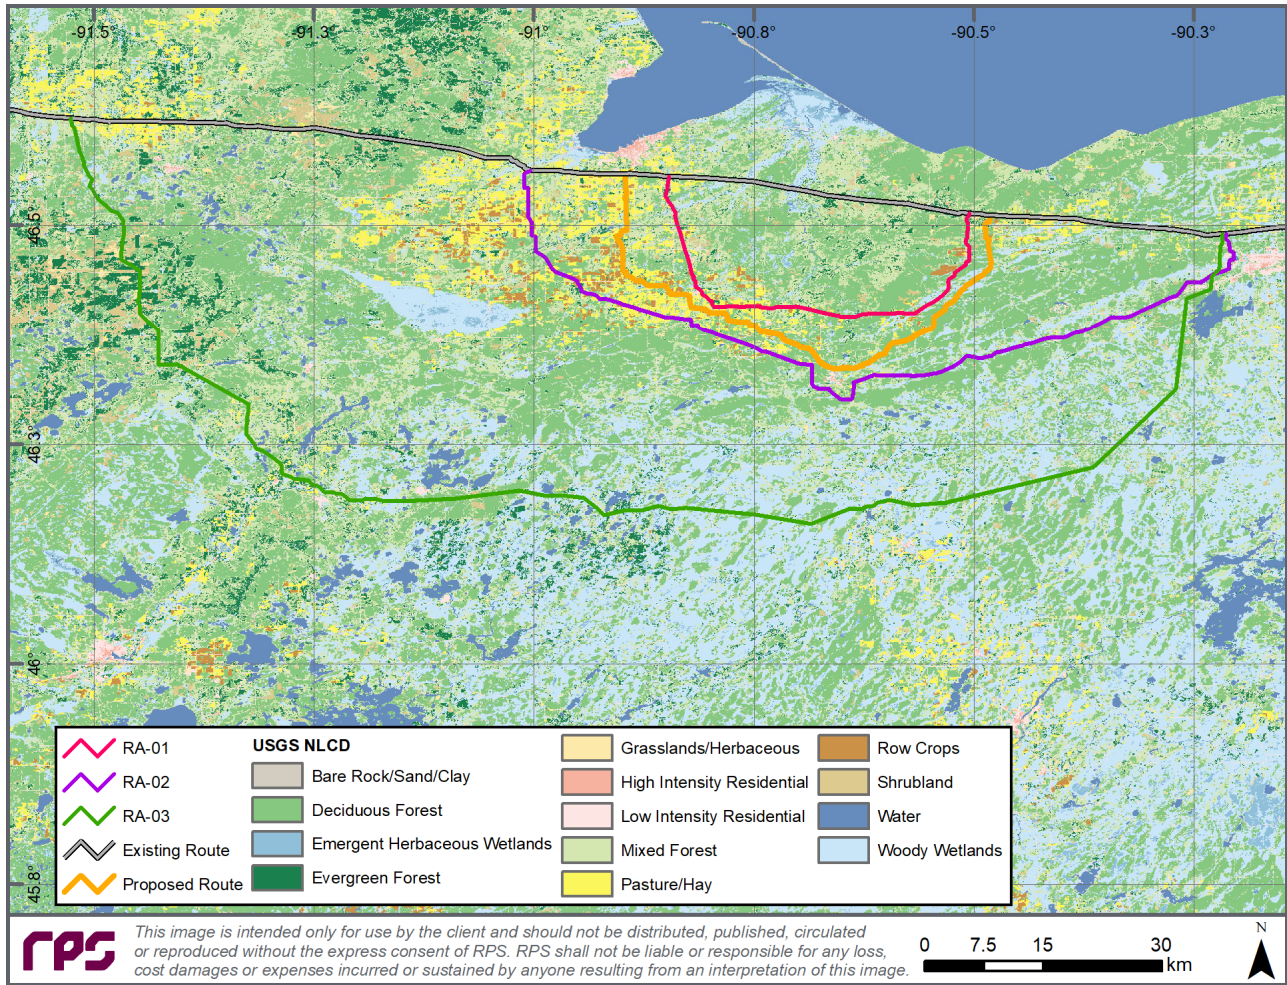 -91.5° -91.3° -91° -90.8° -90.5° -90.3°
46.5°
46.3°
46°
45.8°
RA-01
RA-02
RA-03
Existing Route
Proposed Route
USGS NLCD
Bare Rock/Sand/Clay
Deciduous Forest
Emergent Herbaceous Wetlands
Evergreen Forest
Grasslands/Herbaceous
High Intensity Residential
Low Intensity Residential
Mixed Forest
Pasture/Hay
Row Crops
Shrubland
Water
Woody Wetlands
rps
This image is intended only for use by the client and should not be distributed, published, circulated
or reproduced without the express consent of RPS. RPS shall not be liable or responsible for any loss,
cost damages or expenses incurred or sustained by anyone resulting from an interpretation of this image.
0 7.5 15 30
km
N